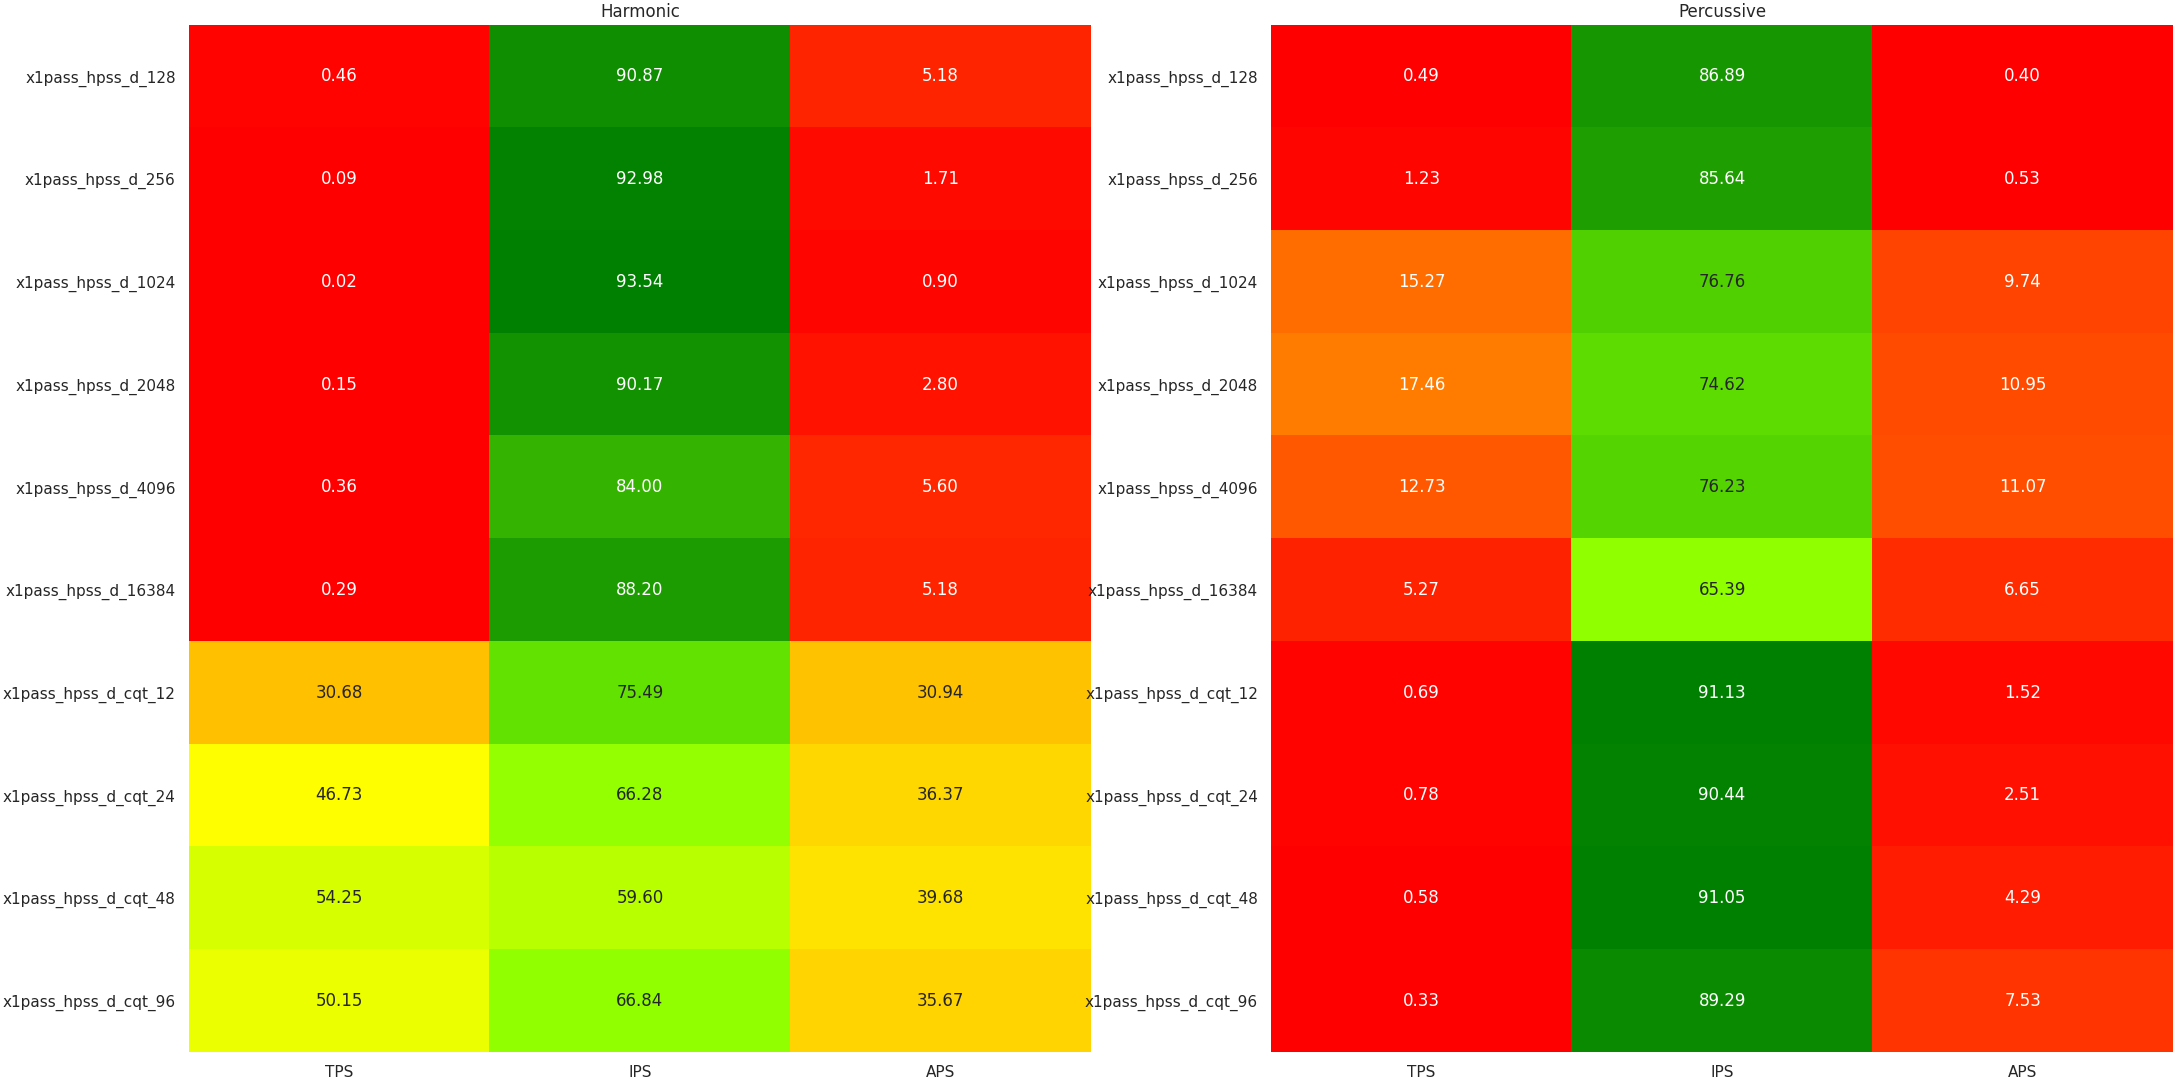 Harmonic Percussive
x1pass_hpss_d_128 0.46 90.87 5.18 x1pass_hpss_d_128 0.49 86.89 0.40
x1pass_hpss_d_256 0.09 92.98 1.71 x1pass_hpss_d_256 1.23 85.64 0.53
x1pass_hpss_d_1024 0.02 93.54 0.90 x1pass_hpss_d_1024 15.27 76.76 9.74
x1pass_hpss_d_2048 0.15 90.17 2.80 x1pass_hpss_d_2048 17.46 74.62 10.95
x1pass_hpss_d_4096 0.36 84.00 5.60 x1pass_hpss_d_4096 12.73 76.23 11.07
x1pass_hpss_d_16384 0.29 88.20 5.18 x1pass_hpss_d_16384 5.27 65.39 6.65
x1pass_hpss_d_cqt_12 30.68 75.49 30.94 x1pass_hpss_d_cqt_12 0.69 91.13 1.52
x1pass_hpss_d_cqt_24 46.73 66.28 36.37 x1pass_hpss_d_cqt_24 0.78 90.44 2.51
x1pass_hpss_d_cqt_48 54.25 59.60 39.68 x1pass_hpss_d_cqt_48 0.58 91.05 4.29
x1pass_hpss_d_cqt_96 50.15 66.84 35.67 x1pass_hpss_d_cqt_96 0.33 89.29 7.53
TPS IPS APS TPS IPS APS